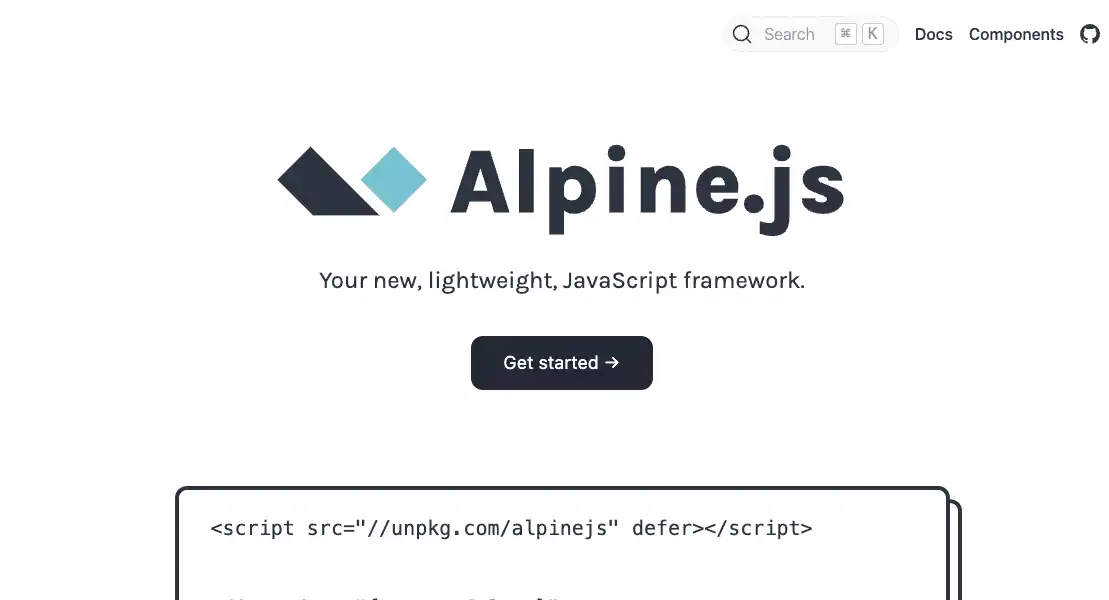 Search ⌘ K Docs Components
Alpine.js
Your new, lightweight, JavaScript framework.
Get started →
<script src="//unpkg.com/alpinejs" defer></script>